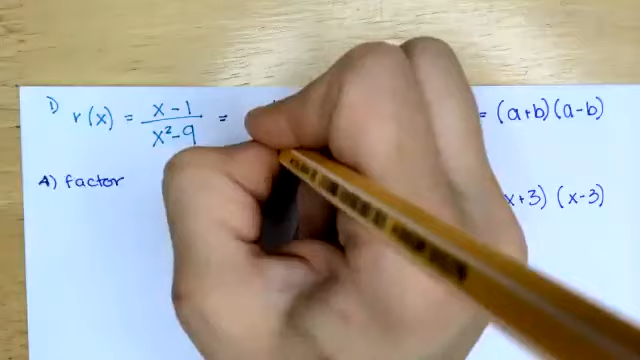 1) r(x) = x - 1 / x² - 9 = = (a+b)(a-b)
A) factor x+3) (x-3)